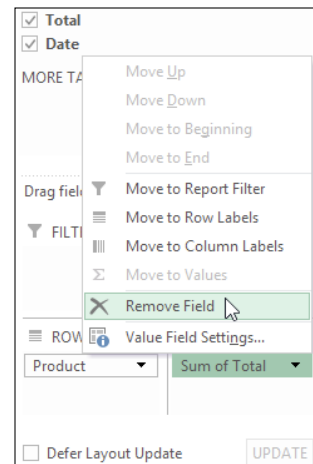 Total
Date
MORE TA
Move Up
Move Down
Move to Beginning
Move to End
Drag field
Move to Report Filter
Move to Row Labels
FILT
Move to Column Labels
Move to Values
Remove Field
ROW
Value Field Settings...
Product
Sum of Total
Defer Layout Update
UPDATE